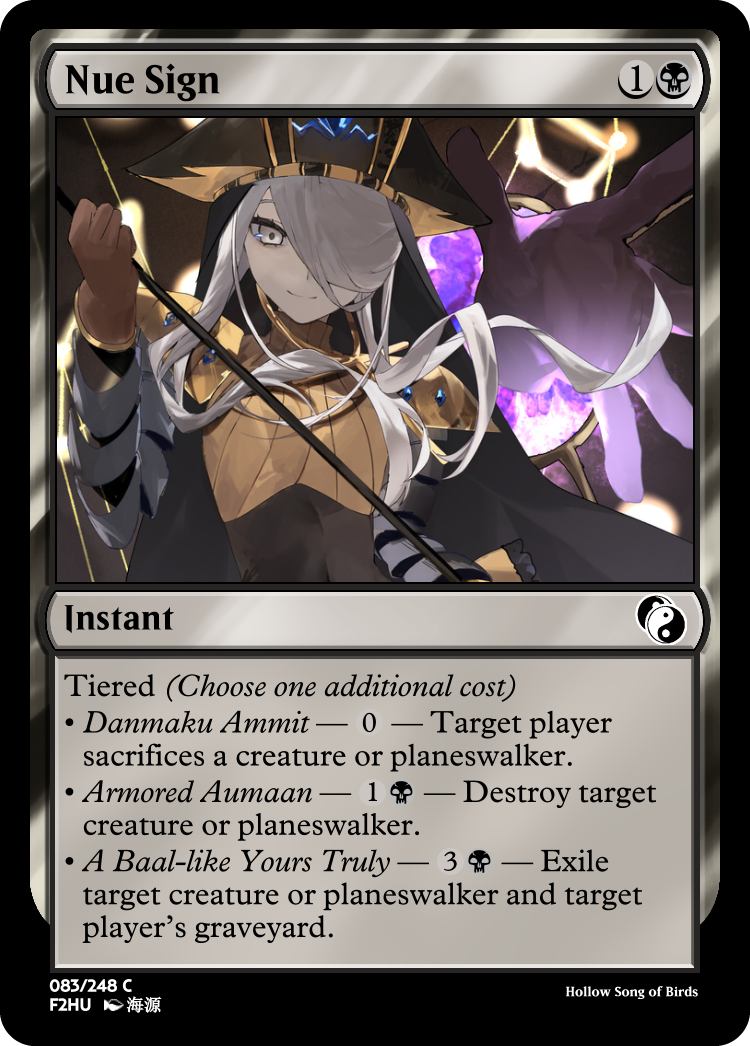 Nue Sign 1
Instant
Tiered (Choose one additional cost)
• Danmaku Ammit — 0 — Target player
sacrifices a creature or planeswalker.
• Armored Aumaan — 1 — Destroy target
creature or planeswalker.
• A Baal-like Yours Truly — 3 — Exile
target creature or planeswalker and target
player's graveyard.
083/248 C
F2HU 海源
Hollow Song of Birds